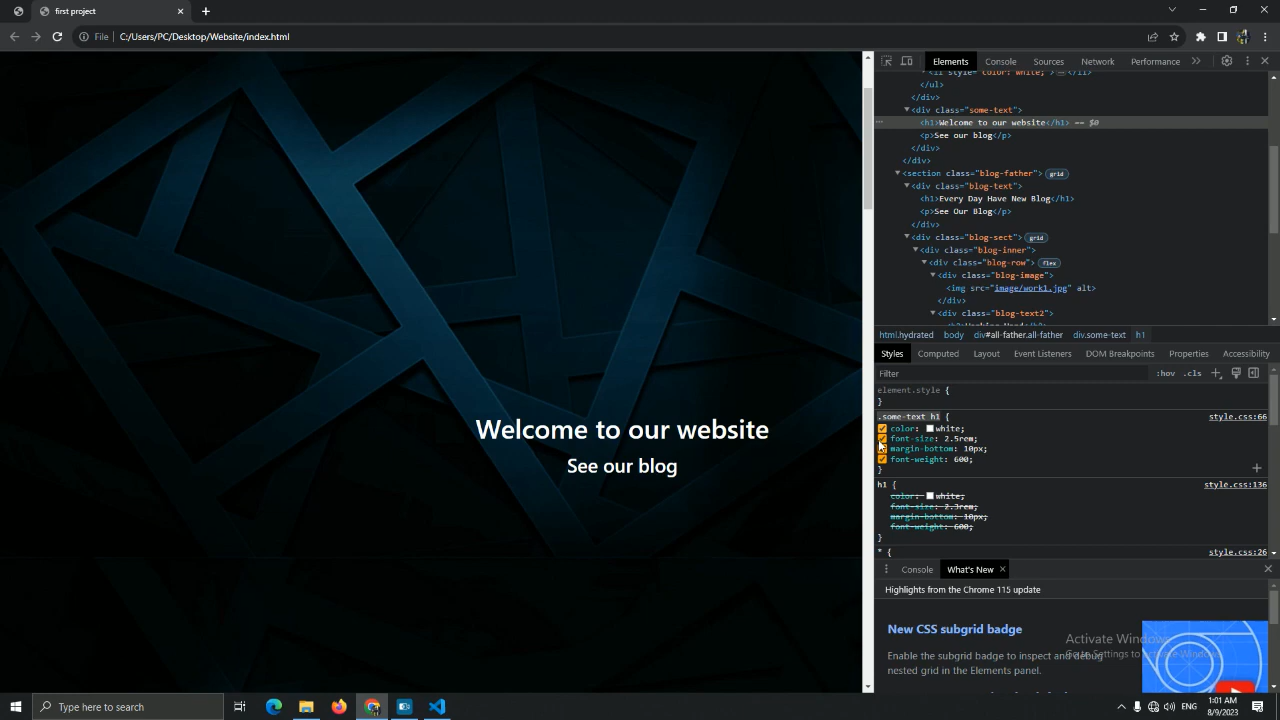 first project
File C:/Users/PC/Desktop/Website/index.html
Elements Console Sources Network Performance
</ul>
</div>
<div class="some-text">
<h1>Welcome to our website</h1> == $0
<p>See our blog</p>
</div>
</div>
<section class="blog-father"> grid
<div class="blog-text">
<h1>Every Day Have New Blog</h1>
<p>See Our Blog</p>
</div>
<div class="blog-sect"> grid
<div class="blog-inner">
<div class="blog-row"> flex
<div class="blog-image">
<img src="image/work1.jpg" alt>
</div>
<div class="blog-text2">
html.hydrated body div#all-father.all-father div.some-text h1
Styles Computed Layout Event Listeners DOM Breakpoints Properties Accessibility
Filter :hov .cls
element.style {
}
.some-text h1 { style.css:66
color: white;
font-size: 2.5rem;
margin-bottom: 10px;
font-weight: 600;
}
h1 { style.css:136
color: white;
font-size: 2.3rem;
margin-bottom: 10px;
font-weight: 600;
}
* { style.css:26
Welcome to our website
See our blog
Console What's New
Highlights from the Chrome 115 update
New CSS subgrid badge
Enable the subgrid badge to inspect and debug
nested grid in the Elements panel.
Activate Windows
Go to Settings to activate Windows.
Type here to search
ENG
1:01 AM
8/9/2023